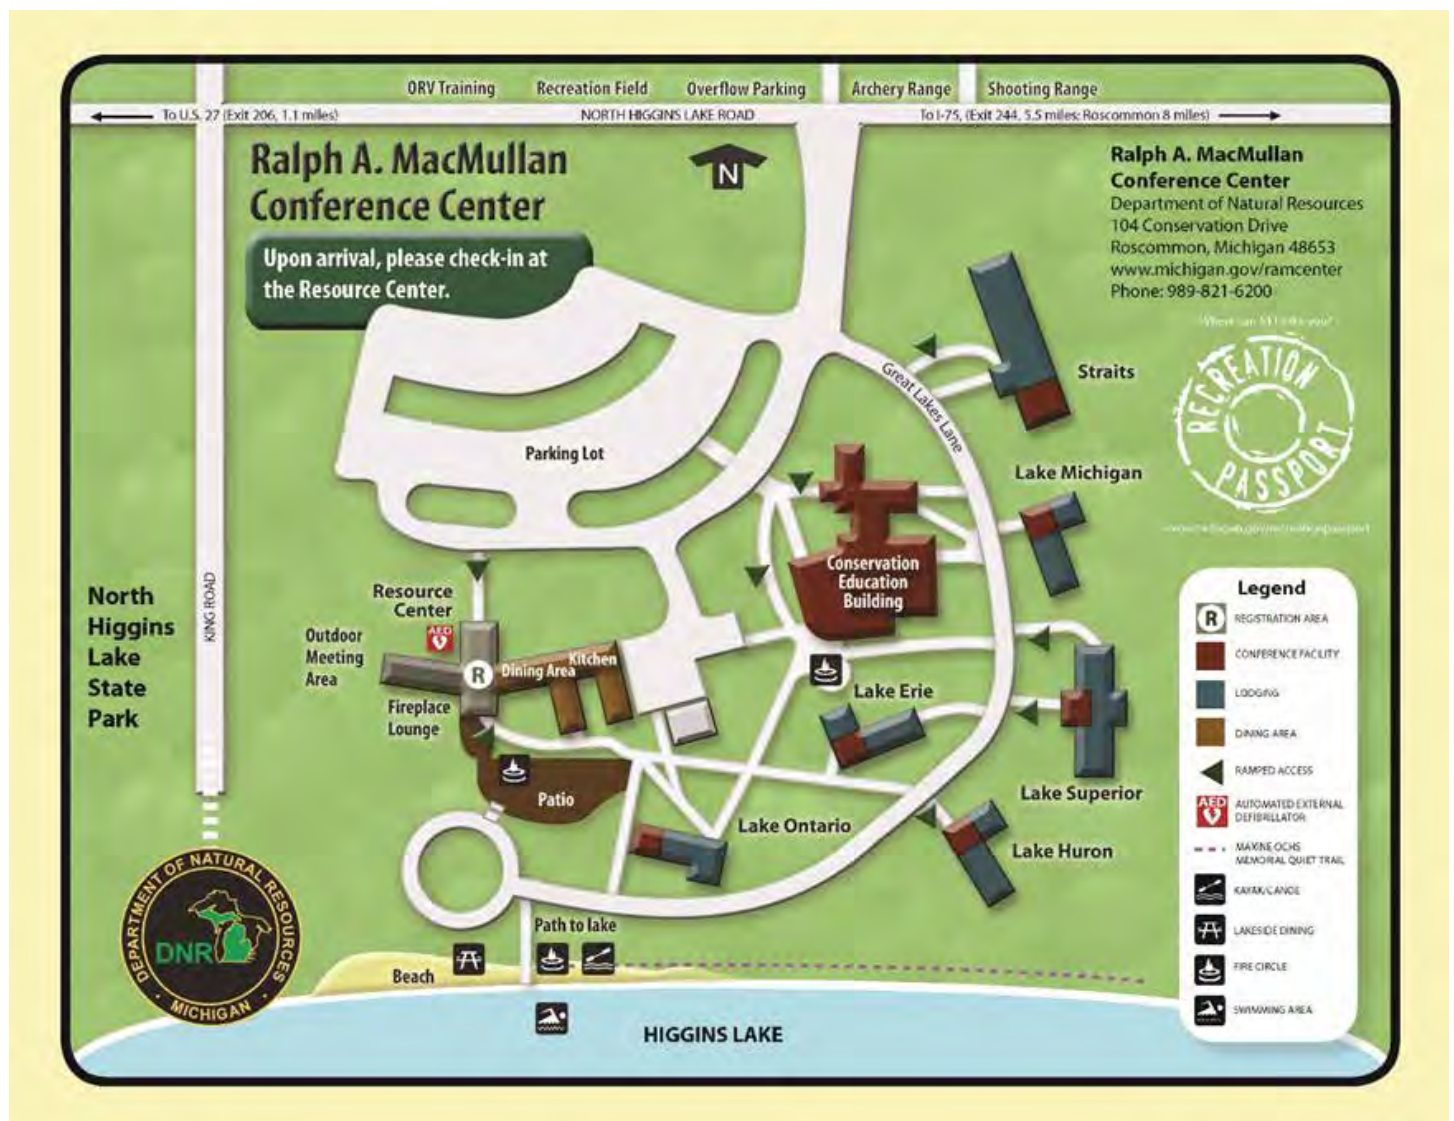 ORV Training
Recreation Field
Overflow Parking
Archery Range
Shooting Range
To U.S. 27 (Exit 206, 1.1 miles)
NORTH HIGGINS LAKE ROAD
To I-75, (Exit 244, 5.5 miles; Roscommon 8 miles)
Ralph A. MacMullan
Conference Center
N
Upon arrival, please check-in at
the Resource Center.
Ralph A. MacMullan
Conference Center
Department of Natural Resources
104 Conservation Drive
Roscommon, Michigan 48653
www.michigan.gov/ramcenter
Phone: 989-821-6200
RECREATION
PASSPORT
Straits
Great Lakes Lane
Parking Lot
Lake Michigan
Conservation
Education
Building
KING ROAD
North
Higgins
Lake
State
Park
Resource
Center
AED
Outdoor
Meeting
Area
R
Dining Area
Kitchen
Fireplace
Lounge
Patio
Lake Erie
Lake Superior
Lake Ontario
Lake Huron
Path to lake
Beach
HIGGINS LAKE
DEPARTMENT OF NATURAL RESOURCES
DNR
MICHIGAN
Legend
R REGISTRATION AREA
CONFERENCE FACILITY
LODGING
DINING AREA
RAMPED ACCESS
AED AUTOMATED EXTERNAL
DEFIBRILLATOR
MAXINE OCHS
MEMORIAL QUIET TRAIL
KAYAK/CANOE
LAKESIDE DINING
FIRE CIRCLE
SWIMMING AREA